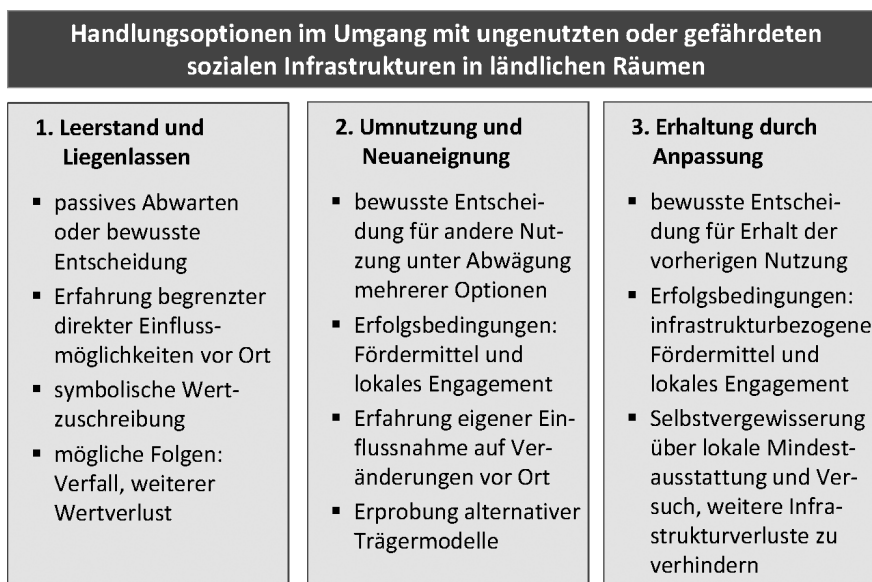 Handlungsoptionen im Umgang mit ungenutzten oder gefährdeten
sozialen Infrastrukturen in ländlichen Räumen
1. Leerstand und
Liegenlassen
▪ passives Abwarten
oder bewusste
Entscheidung
▪ Erfahrung begrenzter
direkter Einfluss-
möglichkeiten vor Ort
▪ symbolische Wert-
zuschreibung
▪ mögliche Folgen:
Verfall, weiterer
Wertverlust
2. Umnutzung und
Neuaneignung
▪ bewusste Entschei-
dung für andere Nut-
zung unter Abwägung
mehrerer Optionen
▪ Erfolgsbedingungen:
Fördermittel und
lokales Engagement
▪ Erfahrung eigener Ein-
flussnahme auf Ver-
änderungen vor Ort
▪ Erprobung alternativer
Trägermodelle
3. Erhaltung durch
Anpassung
▪ bewusste Entschei-
dung für Erhalt der
vorherigen Nutzung
▪ Erfolgsbedingungen:
infrastrukturbezogene
Fördermittel und
lokales Engagement
▪ Selbstvergewisserung
über lokale Mindest-
ausstattung und Ver-
such, weitere Infra-
strukturverluste zu
verhindern